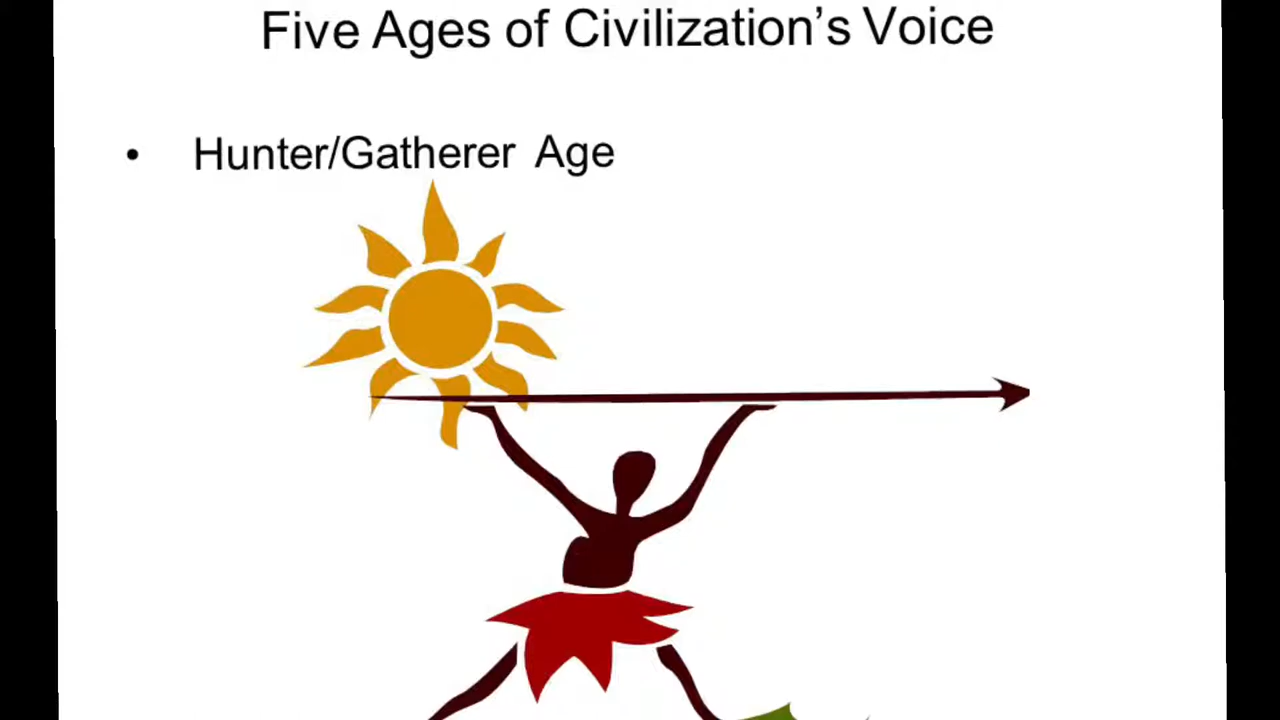 Five Ages of Civilization’s Voice
• Hunter/Gatherer Age